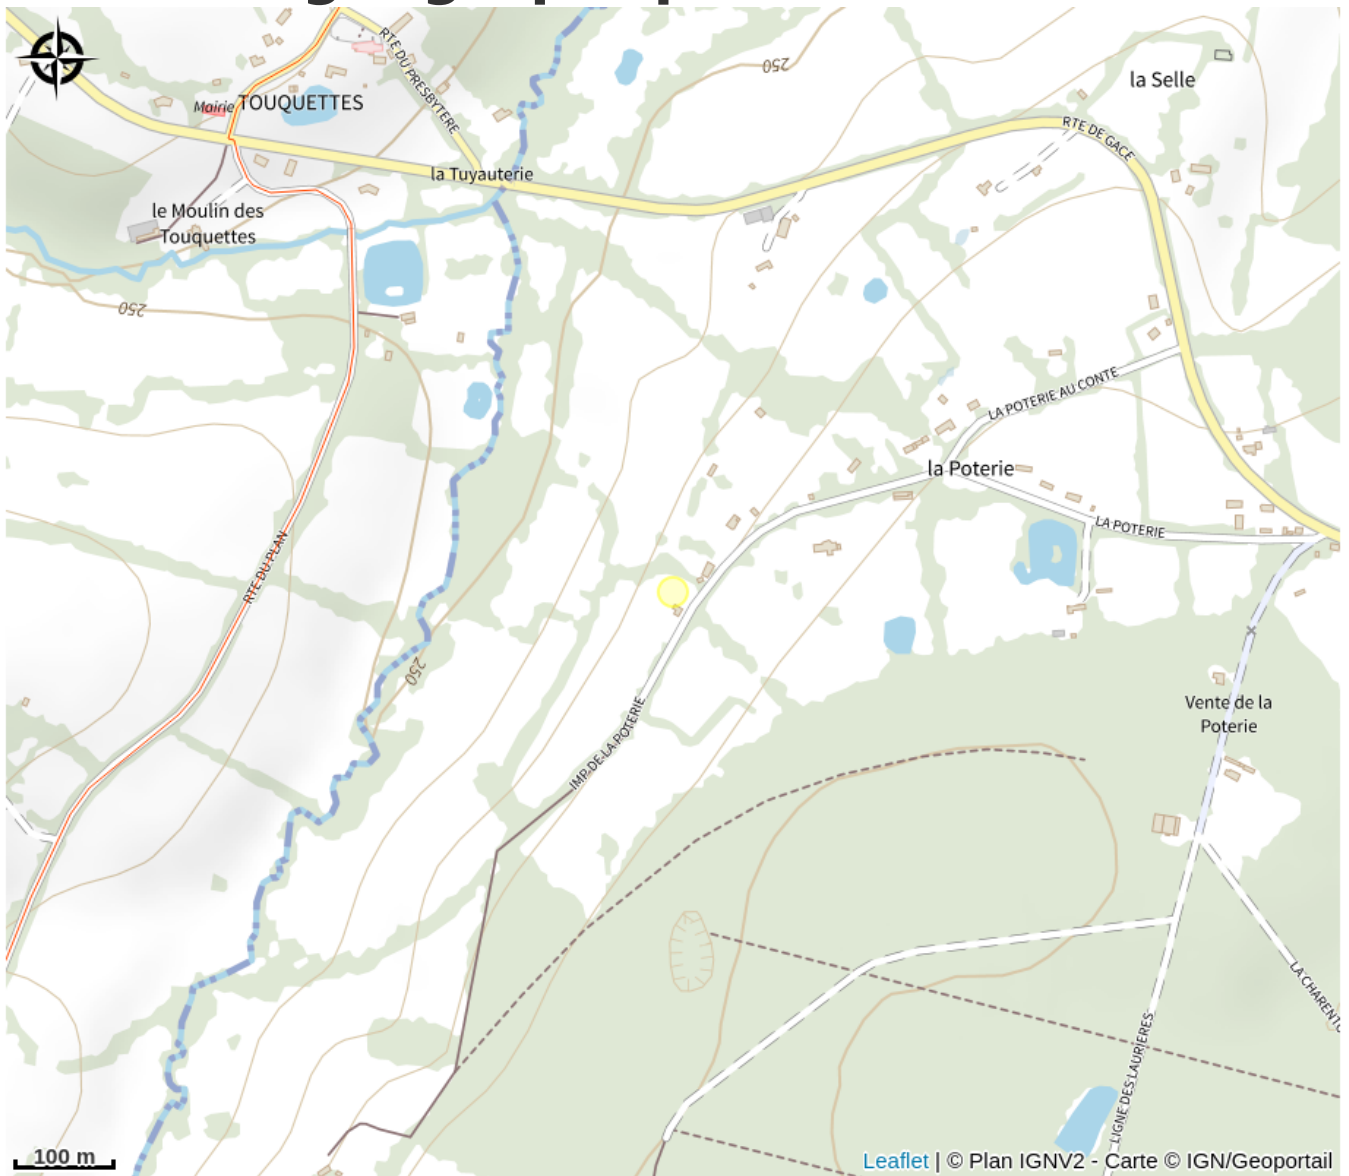 250
la Selle
RTE DU PRESBYTERE
Mairie TOUQUETTES
RTE DE GACE
la Tuyauterie
le Moulin des
Touquettes
250
LA POTERIE AU CONTE
la Poterie
LA POTERIE
RTE DU PLAN
250
Vente de la
Poterie
IMP DE LA POTERIE
LA CHARENT
LIGNE DES LAURIERES
100 m
Leaflet | © Plan IGNV2 - Carte © IGN/Geoportail